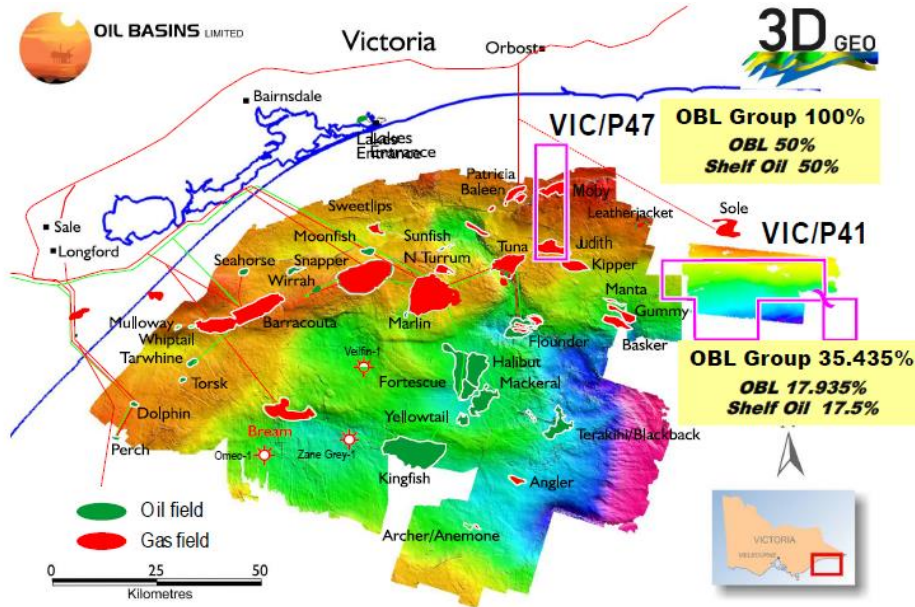 OIL BASINS LIMITED
Victoria
Orbost
3D
GEO
Bairnsdale
VIC/P47
OBL Group 100%
OBL 50%
Shelf Oil 50%
Lakes
Entrance
Lakes
Entrance
Patricia
Baleen
Moby
Sweetlips
Leatherjacket
Sole
Sale
Longford
Moonfish
Sunfish
Tuna
Judith
VIC/P41
Seahorse
Snapper
N Turrum
Kipper
Wirrah
Manta
Mulloway
Barracouta
Gummy
Whiptail
Marlin
Flounder
Basker
Tarwhine
Veilfin-1
Halibut
OBL Group 35.435%
OBL 17.935%
Shelf Oil 17.5%
Torsk
Fortescue
Mackeral
Dolphin
Yellowtail
Bream
Terakihi/Blackback
Perch
Omeo-1
Zane Grey-1
Kingfish
Angler
Oil field
Gas field
Archer/Anemone
VICTORIA
MELBOURNE
0 25 50
Kilometres